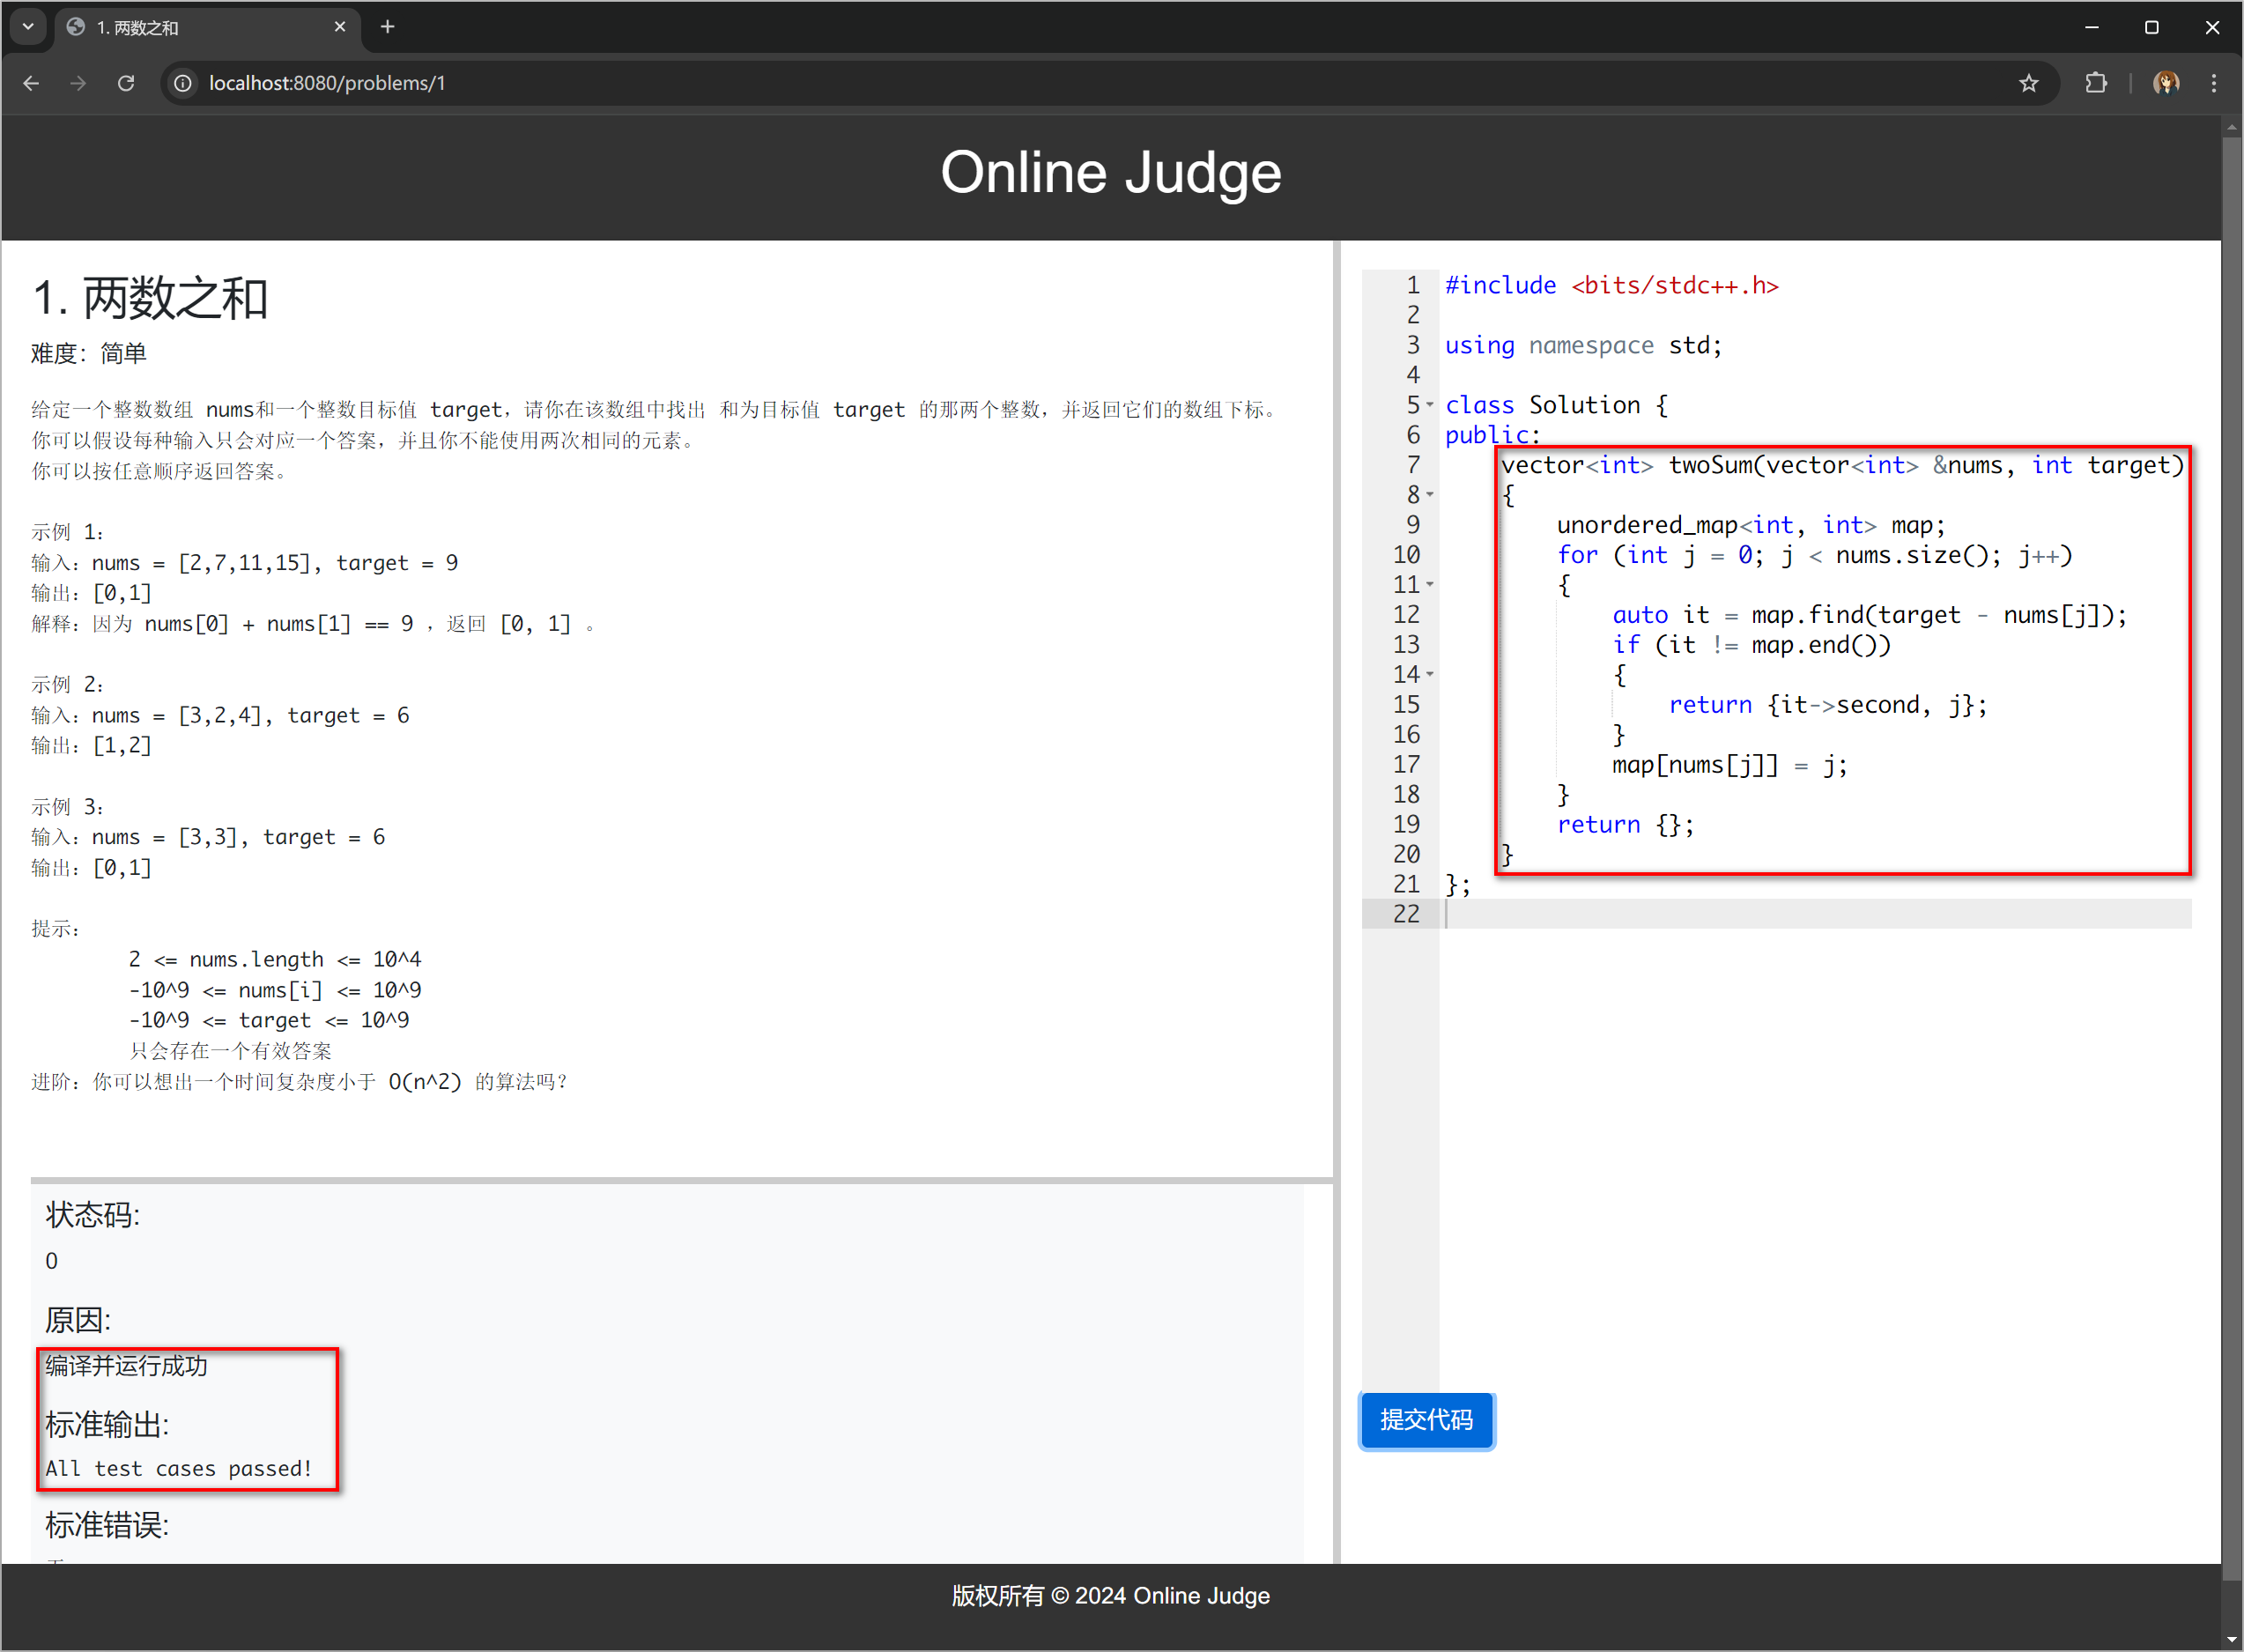 1. 两数之和
localhost:8080/problems/1
Online Judge
1. 两数之和
难度：简单
给定一个整数数组 nums和一个整数目标值 target，请你在该数组中找出 和为目标值 target 的那两个整数，并返回它们的数组下标。
你可以假设每种输入只会对应一个答案，并且你不能使用两次相同的元素。
你可以按任意顺序返回答案。
示例 1：
输入：nums = [2,7,11,15], target = 9
输出：[0,1]
解释：因为 nums[0] + nums[1] == 9 ，返回 [0, 1] 。
示例 2：
输入：nums = [3,2,4], target = 6
输出：[1,2]
示例 3：
输入：nums = [3,3], target = 6
输出：[0,1]
提示：
2 <= nums.length <= 10^4
-10^9 <= nums[i] <= 10^9
-10^9 <= target <= 10^9
只会存在一个有效答案
进阶：你可以想出一个时间复杂度小于 O(n^2) 的算法吗？
状态码:
0
原因:
编译并运行成功
标准输出:
All test cases passed!
标准错误:
1 #include <bits/stdc++.h>
2
3 using namespace std;
4
5 class Solution {
6 public:
7 vector<int> twoSum(vector<int> &nums, int target)
8 {
9 unordered_map<int, int> map;
10 for (int j = 0; j < nums.size(); j++)
11 {
12 auto it = map.find(target - nums[j]);
13 if (it != map.end())
14 {
15 return {it->second, j};
16 }
17 map[nums[j]] = j;
18 }
19 return {};
20 }
21 };
22
提交代码
版权所有 © 2024 Online Judge